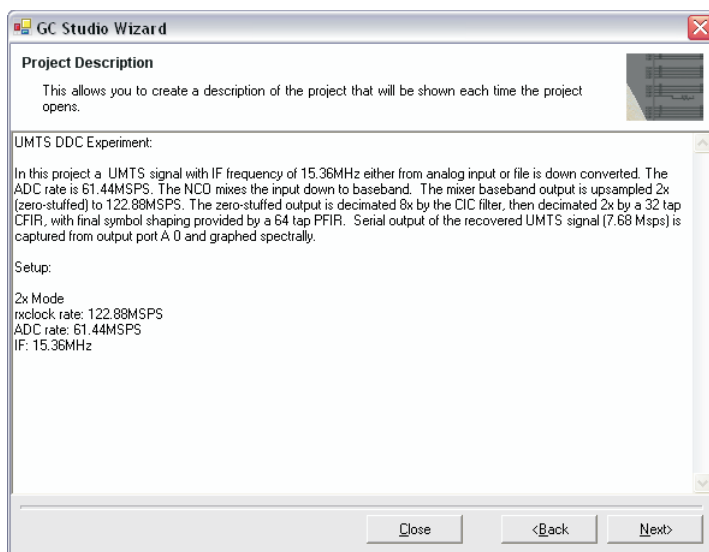 GC Studio Wizard
Project Description
This allows you to create a description of the project that will be shown each time the project
opens.
UMTS DDC Experiment:
In this project a  UMTS signal with IF frequency of 15.36MHz either from analog input or file is down converted. The
ADC rate is 61.44MSPS. The NCO mixes the input down to baseband.  The mixer baseband output is upsampled 2x
(zero-stuffed) to 122.88MSPS. The zero-stuffed output is decimated 8x by the CIC filter, then decimated 2x by a 32 tap
CFIR, with final symbol shaping provided by a 64 tap PFIR.  Serial output of the recovered UMTS signal (7.68 Msps) is
captured from output port A 0 and graphed spectrally.
Setup:
2x Mode
rxclock rate: 122.88MSPS
ADC rate: 61.44MSPS
IF: 15.36MHz
Close
<Back
Next>